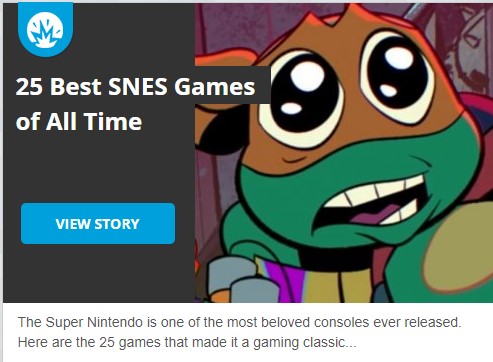 25 Best SNES Games
of All Time
VIEW STORY
The Super Nintendo is one of the most beloved consoles ever released.
Here are the 25 games that made it a gaming classic...